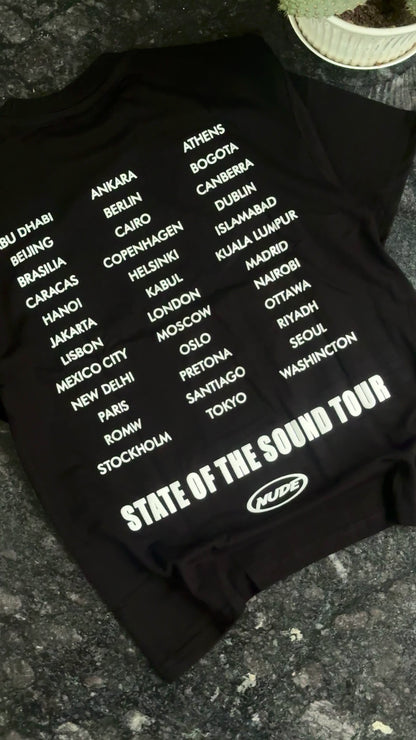 BU DHABI ANKARA ATHENS
BEIJING BERLIN BOGOTA
BRASILIA CAIRO CANBERRA
CARACAS COPENHAGEN DUBLIN
HANOI HELSINKI ISLAMABAD
JAKARTA KABUL KUALA LUMPUR
LISBON LONDON MADRID
MEXICO CITY MOSCOW NAIROBI
NEW DELHI OSLO OTTAWA
PARIS PRETONA RIYADH
ROMW SANTIAGO SEOUL
STOCKHOLM TOKYO WASHINGTON
STATE OF THE SOUND TOUR
NUDE